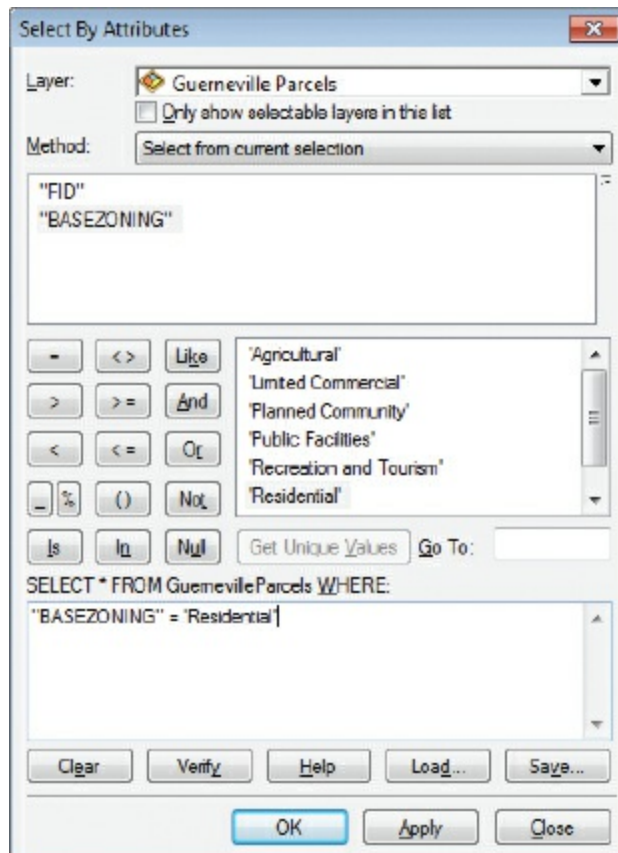 Select By Attributes
Layer: Guerneville Parcels
Only show selectable layers in this list
Method: Select from current selection
"FID"
"BASEZONING"
= <> Like
> >= And
< <= Or
_ % () Not
Is In Null
'Agricultural'
'Limited Commercial'
'Planned Community'
'Public Facilities'
'Recreation and Tourism'
'Residential'
Get Unique Values Go To:
SELECT * FROM GuernevilleParcels WHERE:
"BASEZONING" = 'Residential'
Clear Verify Help Load... Save...
OK Apply Close